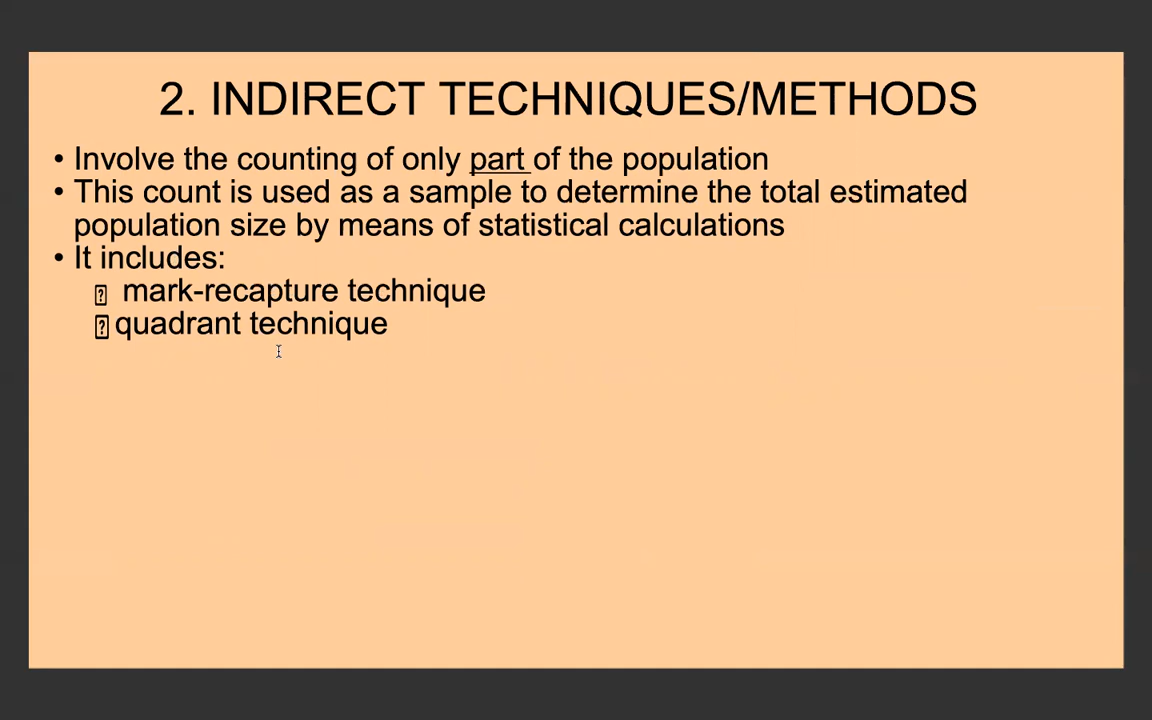 2. INDIRECT TECHNIQUES/METHODS
• Involve the counting of only part of the population
• This count is used as a sample to determine the total estimated
population size by means of statistical calculations
• It includes:
mark-recapture technique
quadrant technique